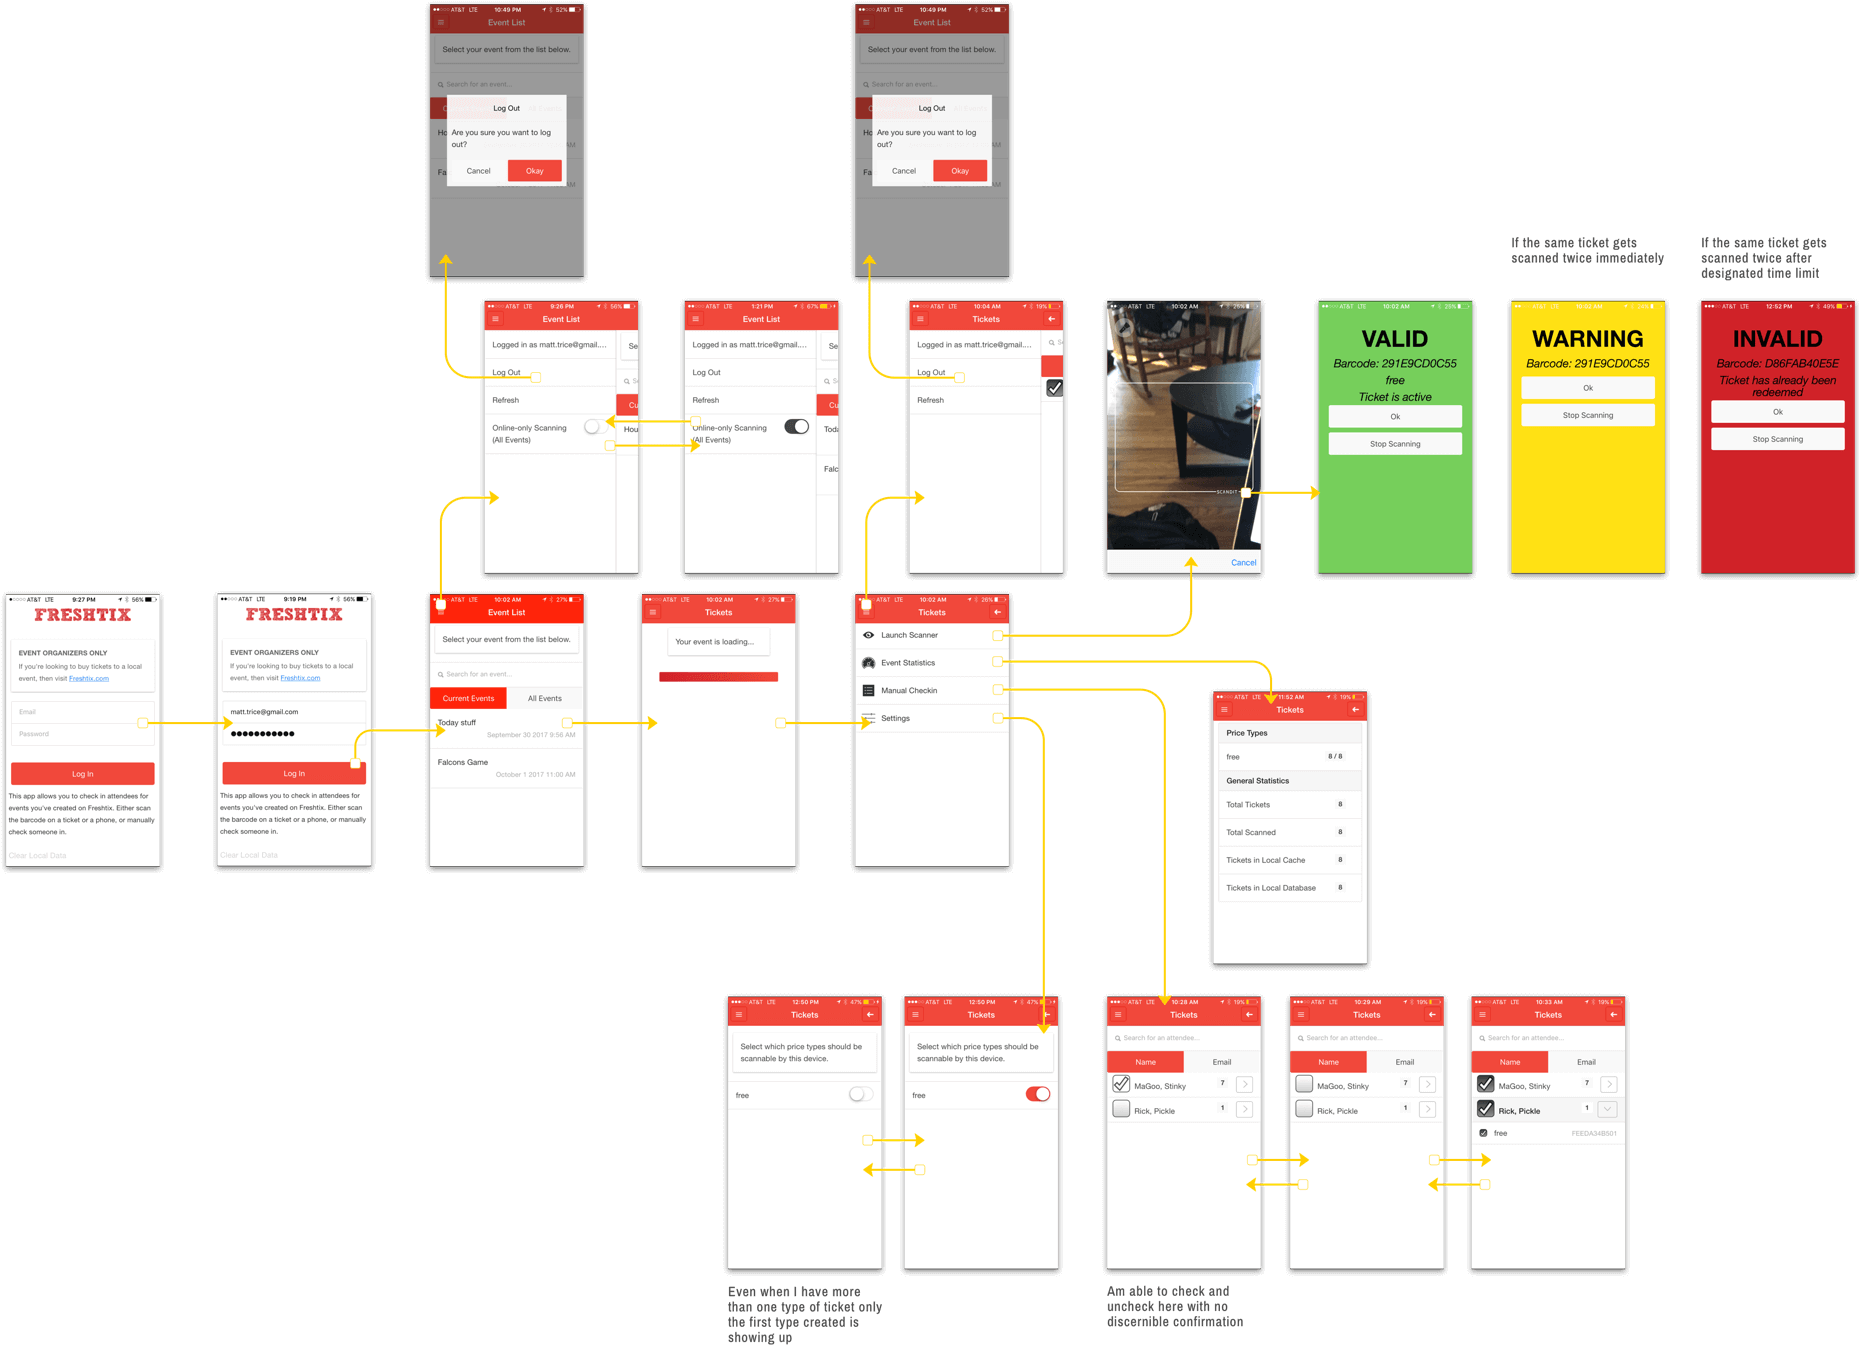 AT&T LTE 10:49 PM 52%
Event List
Select your event from the list below.
Search for an event...
Log Out
Are you sure you want to log
out?
Cancel Okay
AT&T LTE 10:49 PM 52%
Event List
Select your event from the list below.
Search for an event...
Log Out
Are you sure you want to log
out?
Cancel Okay
If the same ticket gets
scanned twice immediately
If the same ticket gets
scanned twice after
designated time limit
AT&T LTE 9:26 PM 56%
Event List
Logged in as matt.trice@gmail....
Log Out
Refresh
Online-only Scanning
(All Events)
Se
Cu
Hou
AT&T LTE 1:21 PM 67%
Event List
Logged in as matt.trice@gmail....
Log Out
Refresh
Online-only Scanning
(All Events)
Se
Cu
Toda
Falc
AT&T LTE 10:04 AM 19%
Tickets
Logged in as matt.trice@gmail....
Log Out
Refresh
AT&T LTE 10:02 AM 26%
SCANDIT
Cancel
AT&T LTE 10:02 AM 26%
VALID
Barcode: 291E9CD0C55
free
Ticket is active
Ok
Stop Scanning
WARNING
Barcode: 291E9CD0C55
Ok
Stop Scanning
AT&T LTE 12:52 PM 49%
INVALID
Barcode: D86FAB40E5E
Ticket has already been
redeemed
Ok
Stop Scanning
AT&T LTE 9:27 PM 56%
FRESHTIX
EVENT ORGANIZERS ONLY
If you're looking to buy tickets to a local
event, then visit Freshtix.com
Email
Password
Log In
This app allows you to check in attendees for
events you've created on Freshtix. Either scan
the barcode on a ticket or a phone, or manually
check someone in.
Clear Local Data
AT&T LTE 9:19 PM 56%
FRESHTIX
EVENT ORGANIZERS ONLY
If you're looking to buy tickets to a local
event, then visit Freshtix.com
matt.trice@gmail.com
Log In
This app allows you to check in attendees for
events you've created on Freshtix. Either scan
the barcode on a ticket or a phone, or manually
check someone in.
Clear Local Data
AT&T LTE 10:02 AM 27%
Event List
Select your event from the list below.
Search for an event...
Current Events All Events
Today stuff
September 30 2017 9:56 AM
Falcons Game
October 1 2017 11:00 AM
AT&T LTE 10:02 AM 27%
Tickets
Your event is loading...
AT&T LTE 10:02 AM 26%
Tickets
Launch Scanner
Event Statistics
Manual Checkin
Settings
AT&T LTE 11:52 AM 19%
Tickets
Price Types
free 8 / 8
General Statistics
Total Tickets 8
Total Scanned 8
Tickets in Local Cache 8
Tickets in Local Database 8
AT&T LTE 12:50 PM 47%
Tickets
Select which price types should be
scannable by this device.
free
AT&T LTE 12:50 PM 47%
Tickets
Select which price types should be
scannable by this device.
free
AT&T LTE 10:28 AM 19%
Tickets
Search for an attendee...
Name Email
MaGoo, Stinky 7
Rick, Pickle 1
AT&T LTE 10:29 AM 19%
Tickets
Search for an attendee...
Name Email
MaGoo, Stinky 7
Rick, Pickle 1
AT&T LTE 10:33 AM 19%
Tickets
Search for an attendee...
Name Email
MaGoo, Stinky 7
Rick, Pickle 1
free FEEDA34B501
Even when I have more
than one type of ticket only
the first type created is
showing up
Am able to check and
uncheck here with no
discernible confirmation